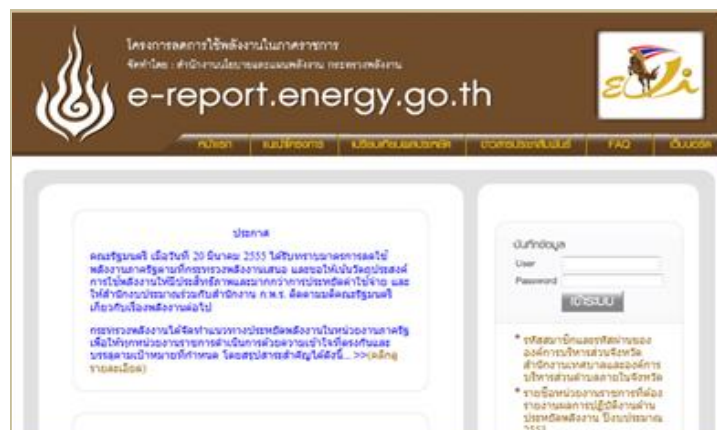 โครงการลดการใช้พลังงานในภาคราชการ
จัดทำโดย : สำนักงานนโยบายและแผนพลังงาน กระทรวงพลังงาน
e-report.energy.go.th
หน้าแรก
แนะนำโครงการ
เปรียบเทียบผลประหยัด
ข่าวสารประชาสัมพันธ์
FAQ
เว็บบอร์ด
ประกาศ
คณะรัฐมนตรี เมื่อวันที่ 20 มีนาคม 2555 ได้รับทราบมาตรการลดใช้
พลังงานภาครัฐตามที่กระทรวงพลังงานเสนอ และขอให้เน้นวัตถุประสงค์
การใช้พลังงานให้มีประสิทธิภาพและมากกว่าการประหยัดค่าใช้จ่าย และ
ให้สำนักงบประมาณร่วมกับสำนักงาน ก.พ.ร. ติดตามมติคณะรัฐมนตรี
เกี่ยวกับเรื่องพลังงานต่อไป
กระทรวงพลังงานได้จัดทำแนวทางประหยัดพลังงานในหน่วยงานภาครัฐ
เพื่อให้ทุกหน่วยงานราชการดำเนินการด้วยความเข้าใจที่ตรงกันและ
บรรลุตามเป้าหมายที่กำหนด โดยสรุปสาระสำคัญได้ดังนี้... >>(คลิกดู
รายละเอียด)
บันทึกข้อมูล
User
Password
เข้าระบบ
รหัสสมาชิกและรหัสผ่านของ
องค์การบริหารส่วนจังหวัด
สำนักงานเทศบาลและองค์การ
บริหารส่วนตำบลภายในจังหวัด
รายชื่อหน่วยงานราชการที่ต้อง
รายงานผลการปฏิบัติงานด้าน
ประหยัดพลังงาน ปีงบประมาณ
2553